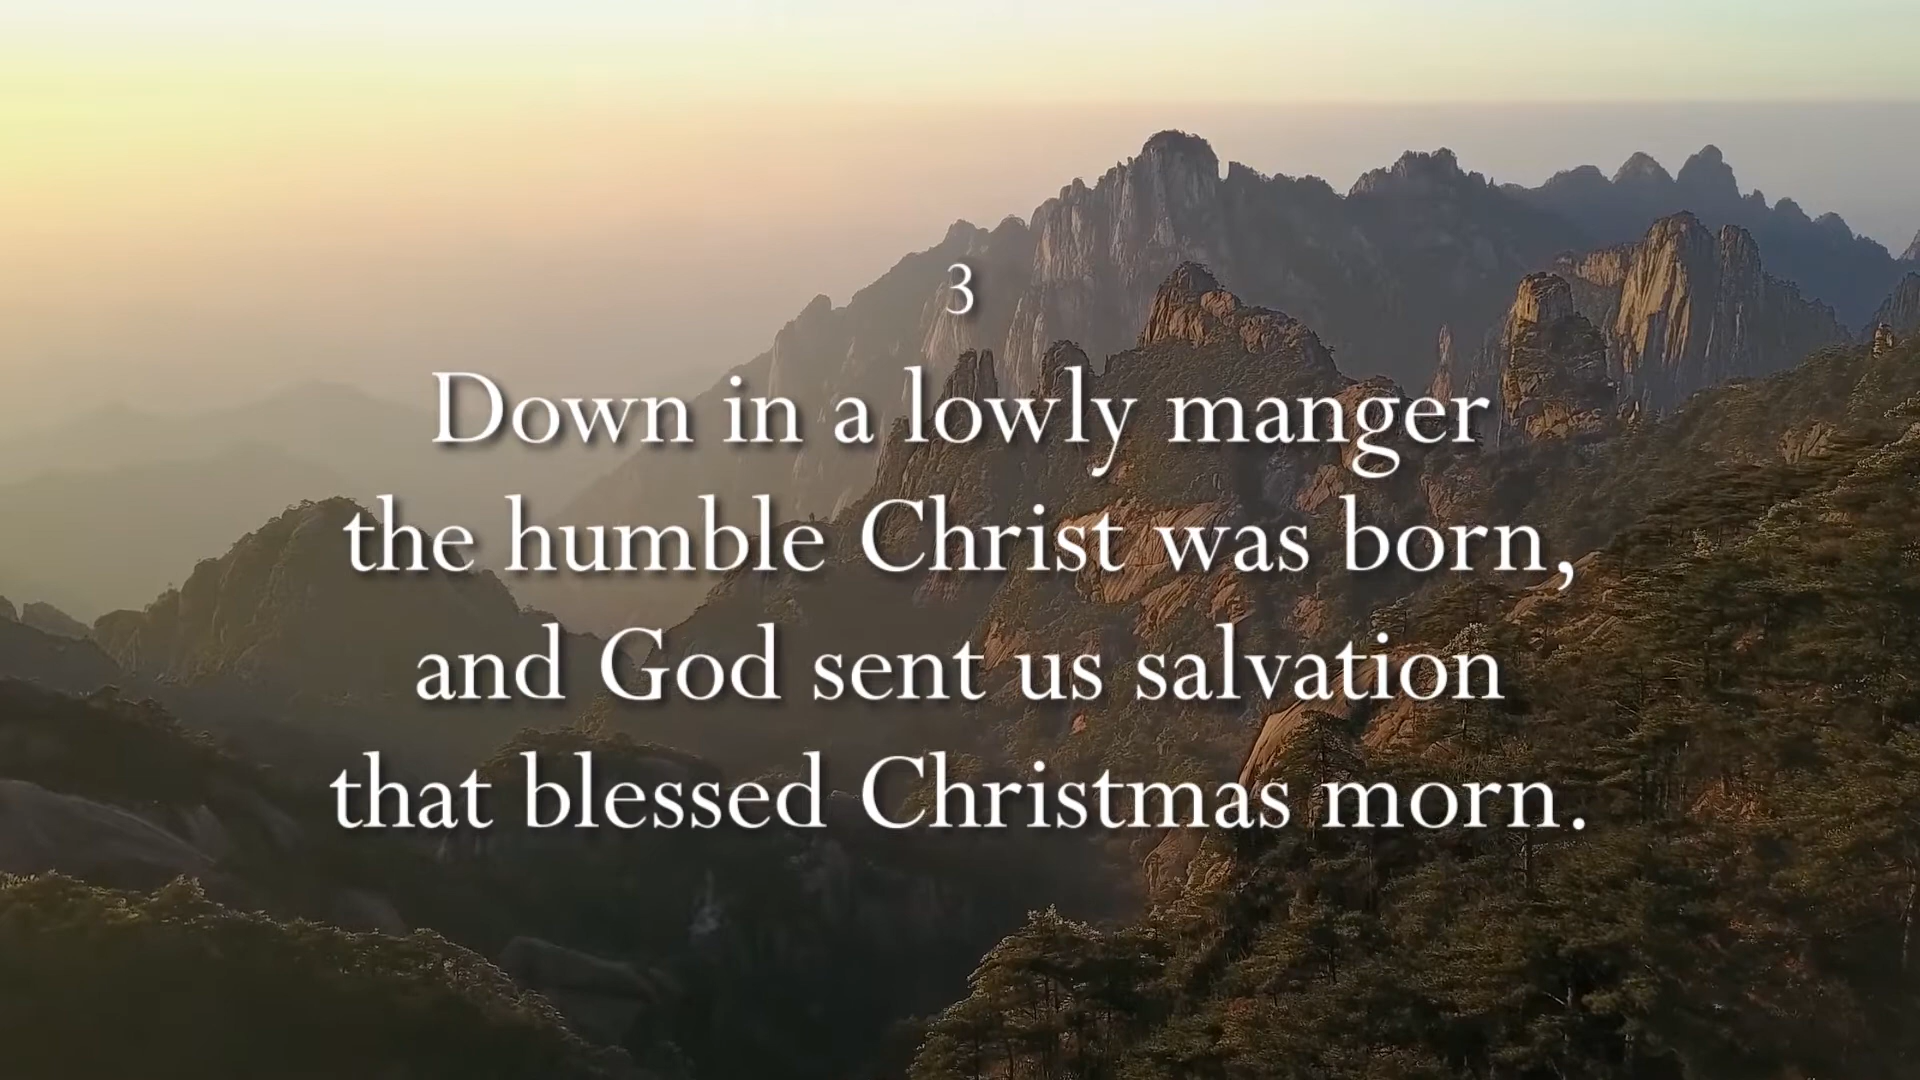 3
Down in a lowly manger
the humble Christ was born,
and God sent us salvation
that blessed Christmas morn.